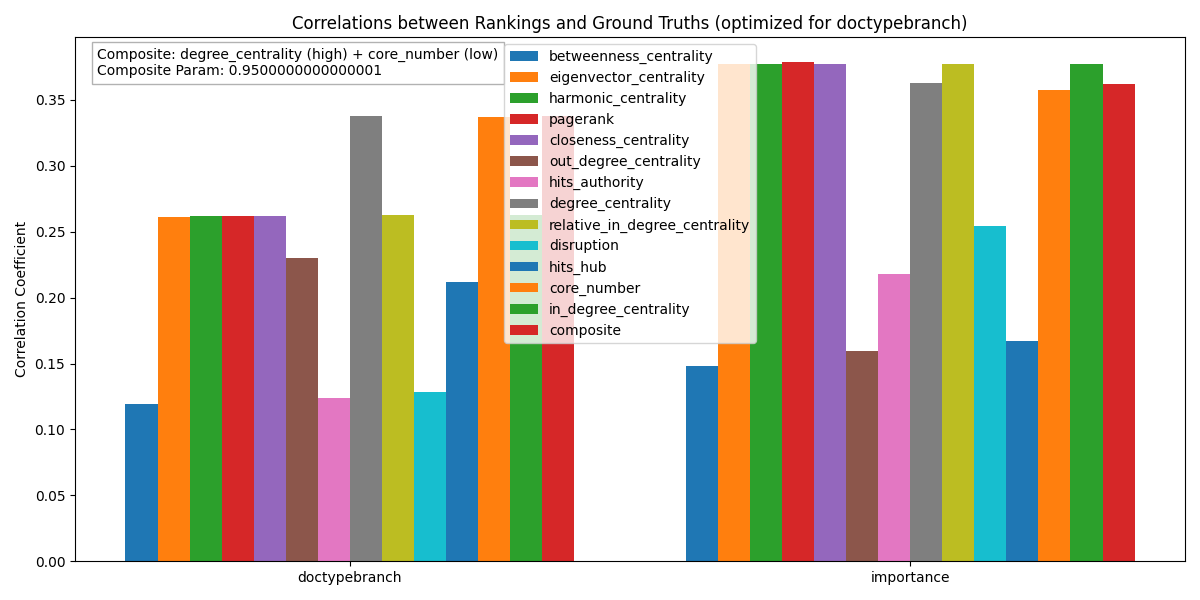 Correlations between Rankings and Ground Truths (optimized for doctypebranch)
Composite: degree_centrality (high) + core_number (low)
Composite Param: 0.9500000000000001
betweenness_centrality
eigenvector_centrality
harmonic_centrality
pagerank
closeness_centrality
out_degree_centrality
hits_authority
degree_centrality
relative_in_degree_centrality
disruption
hits_hub
core_number
in_degree_centrality
composite
Correlation Coefficient
0.35
0.30
0.25
0.20
0.15
0.10
0.05
0.00
doctypebranch
importance